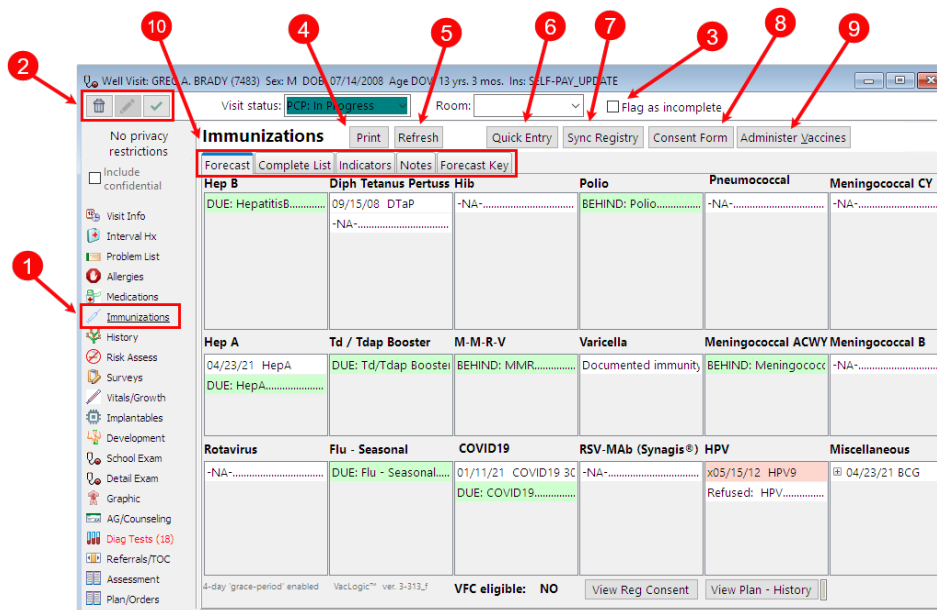 10
4
5
6
7
3
8
9
2
Well Visit: GREG A. BRADY (7483) Sex: M DOB: 07/14/2008 Age DOV: 13 yrs. 3 mos. Ins: SELF-PAY_UPDATE
Visit status: PCP: In Progress Room: Flag as incomplete
No privacy
restrictions
Include
confidential
Visit Info
Interval Hx
Problem List
Allergies
Medications
1
Immunizations
History
Risk Assess
Surveys
Vitals/Growth
Implantables
Development
School Exam
Detail Exam
Graphic
AG/Counseling
Diag Tests (18)
Referrals/TOC
Assessment
Plan/Orders
Immunizations Print Refresh Quick Entry Sync Registry Consent Form Administer Vaccines
Forecast Complete List Indicators Notes Forecast Key
Hep B Diph Tetanus Pertuss Hib Polio Pneumococcal Meningococcal CY
DUE: HepatitisB............. 09/15/08 DTaP -NA-............. BEHIND: Polio............. -NA-............. -NA-.............
-NA-.............
Hep A Td / Tdap Booster M-M-R-V Varicella Meningococcal ACWY Meningococcal B
04/23/21 HepA DUE: Td/Tdap Booster BEHIND: MMR............. Documented immunity BEHIND: Meningococc -NA-.............
DUE: HepA.............
Rotavirus Flu - Seasonal COVID19 RSV-MAb (Synagis®) HPV Miscellaneous
-NA-............. DUE: Flu - Seasonal..... 01/11/21 COVID19 30 -NA-............. x05/15/12 HPV9 04/23/21 BCG
DUE: COVID19............. Refused: HPV.............
4-day 'grace-period' enabled VacLogic™ ver. 3-313_f VFC eligible: NO View Reg Consent View Plan - History